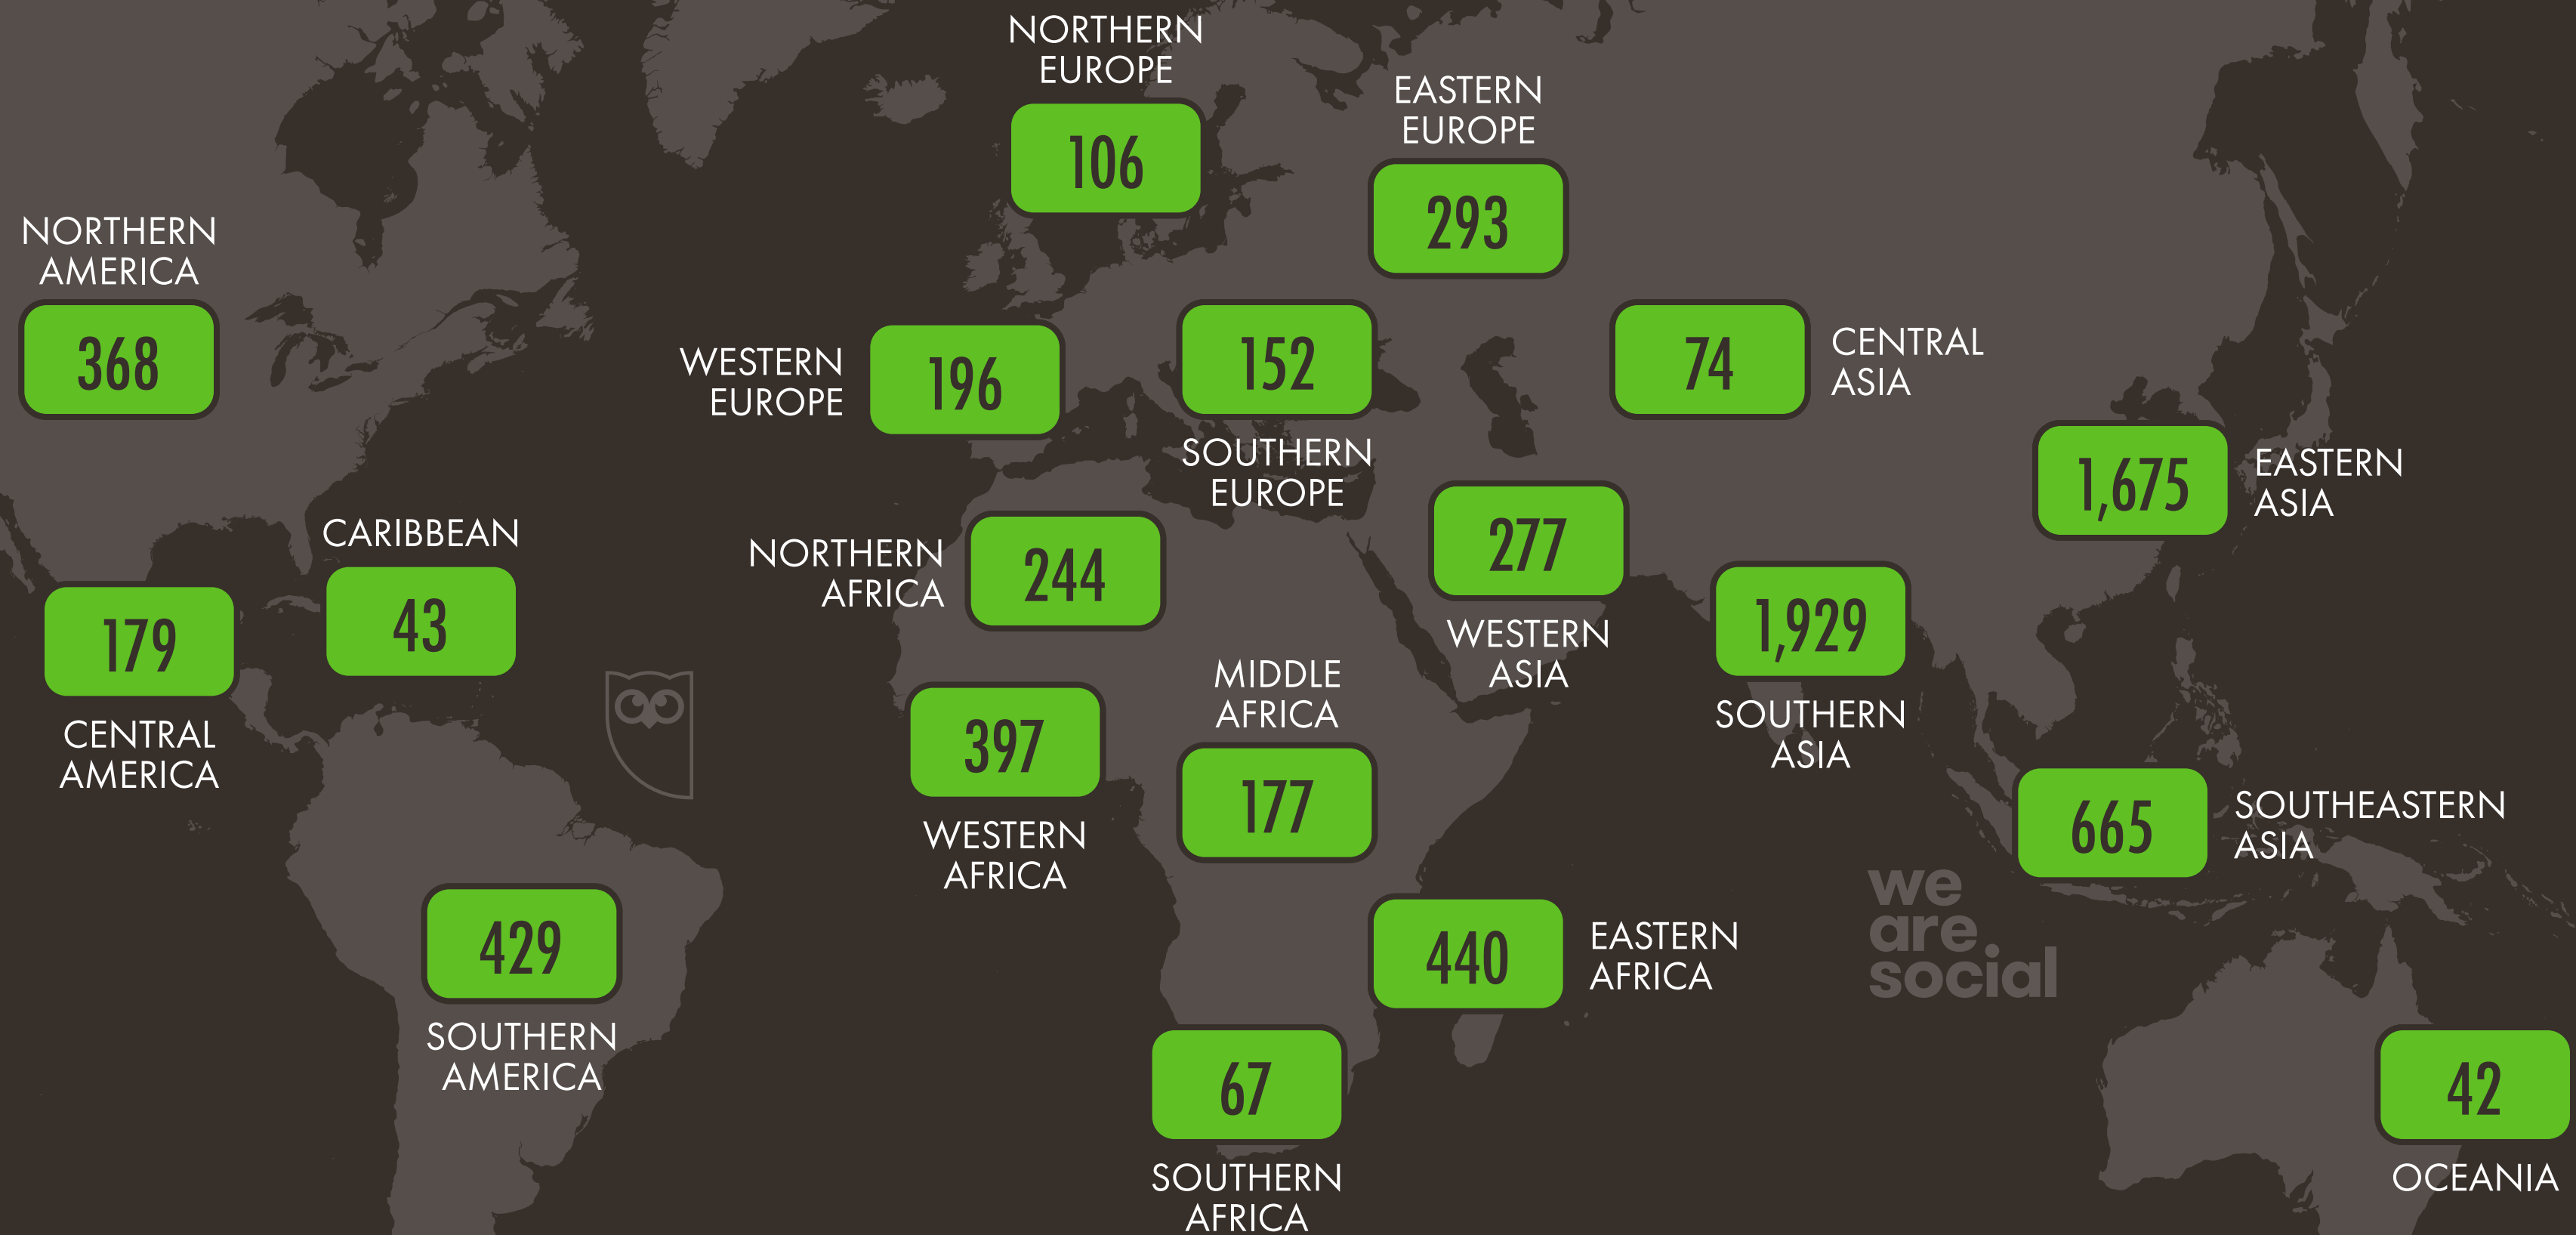 NORTHERN
EUROPE
106
EASTERN
EUROPE
293
NORTHERN
AMERICA
368
WESTERN
EUROPE
196
152
SOUTHERN
EUROPE
74
CENTRAL
ASIA
1,675
EASTERN
ASIA
CARIBBEAN
43
NORTHERN
AFRICA
244
277
WESTERN
ASIA
1,929
SOUTHERN
ASIA
179
CENTRAL
AMERICA
397
WESTERN
AFRICA
MIDDLE
AFRICA
177
665
SOUTHEASTERN
ASIA
we
are
social
429
SOUTHERN
AMERICA
440
EASTERN
AFRICA
67
SOUTHERN
AFRICA
42
OCEANIA